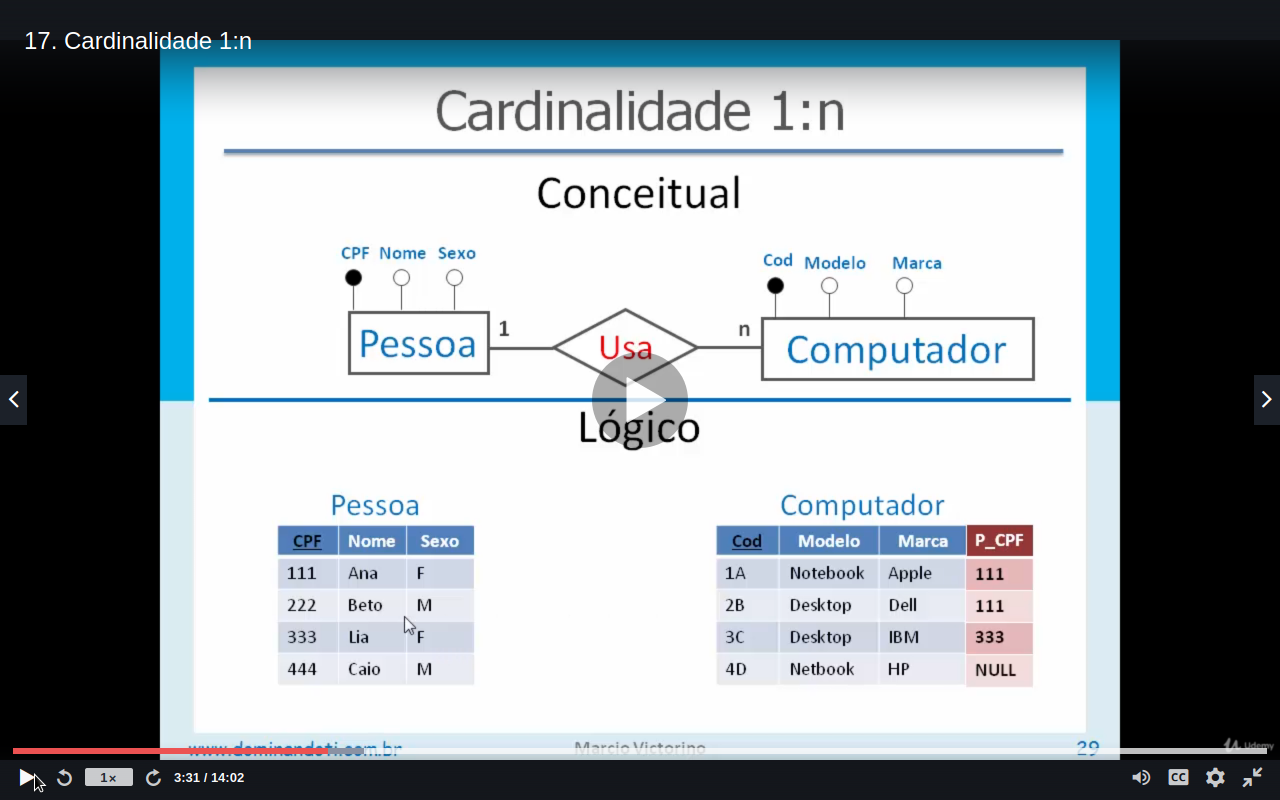 17. Cardinalidade 1:n
Cardinalidade 1:n
Conceitual
CPF Nome Sexo
Cod Modelo Marca
Pessoa 1 Usa n Computador
Lógico
Pessoa
CPF Nome Sexo
111 Ana F
222 Beto M
333 Lia F
444 Caio M
Computador
Cod Modelo Marca P_CPF
1A Notebook Apple 111
2B Desktop Dell 111
3C Desktop IBM 333
4D Netbook HP NULL
www.dominandoti.com.br Marcio Victorino 29
Udemy
1x 3:31 / 14:02 CC